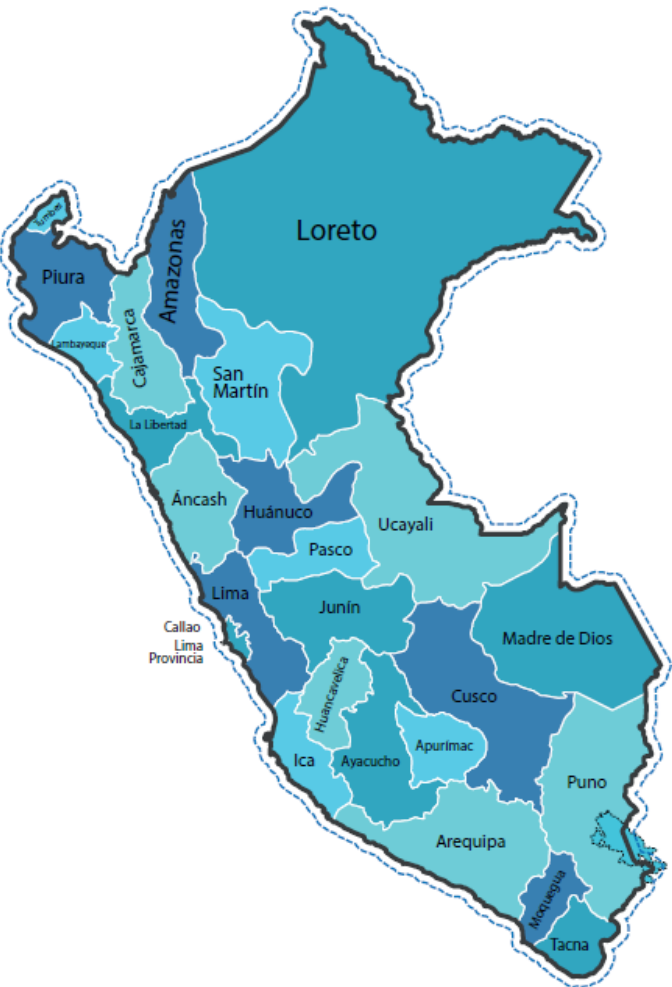 Loreto
Tumbes
Amazonas
Piura
Cajamarca
Lambayeque
San
Martín
La Libertad
Áncash
Huánuco
Ucayali
Pasco
Lima
Junín
Callao
Lima
Provincia
Madre de Dios
Huancavelica
Cusco
Apurímac
Ica
Ayacucho
Puno
Arequipa
Moquegua
Tacna